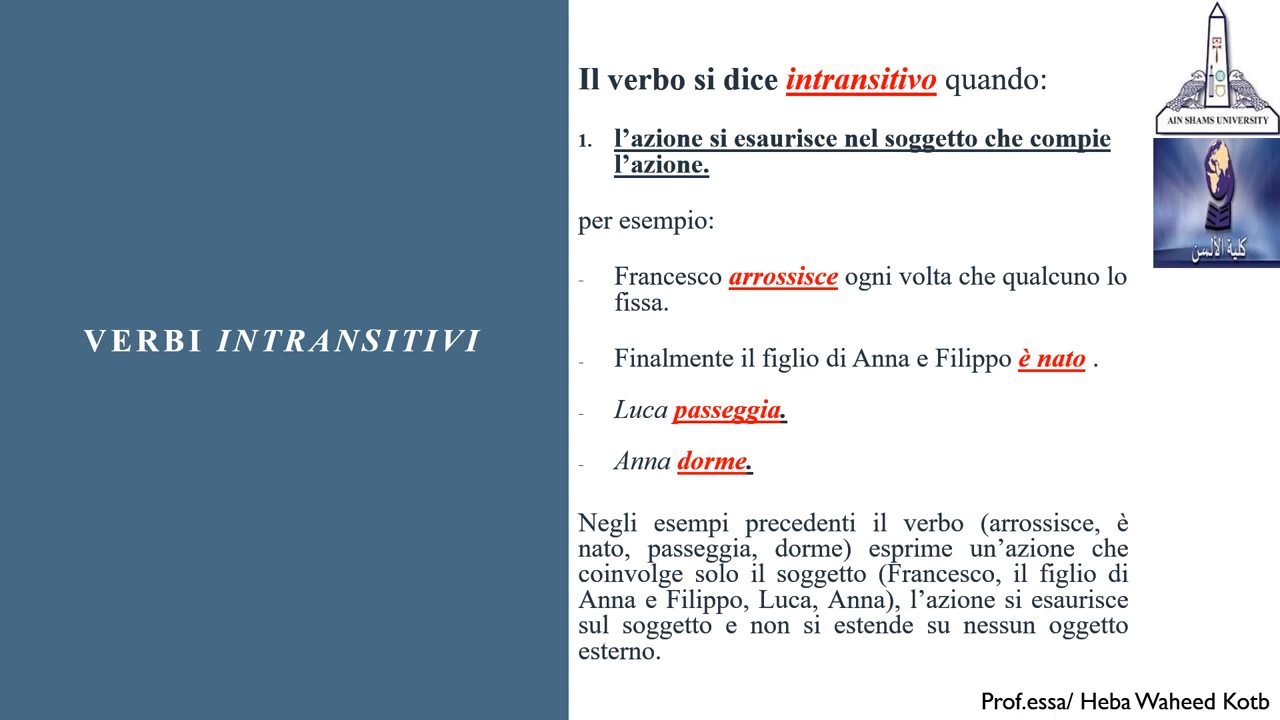 VERBI INTRANSITIVI
Il verbo si dice intransitivo quando:
1. l’azione si esaurisce nel soggetto che compie
l’azione.
per esempio:
- Francesco arrossisce ogni volta che qualcuno lo
fissa.
- Finalmente il figlio di Anna e Filippo è nato .
- Luca passeggia.
- Anna dorme.
Negli esempi precedenti il verbo (arrossisce, è
nato, passeggia, dorme) esprime un’azione che
coinvolge solo il soggetto (Francesco, il figlio di
Anna e Filippo, Luca, Anna), l’azione si esaurisce
sul soggetto e non si estende su nessun oggetto
esterno.
AIN SHAMS UNIVERSITY
كلية الألسن
Prof.essa/ Heba Waheed Kotb